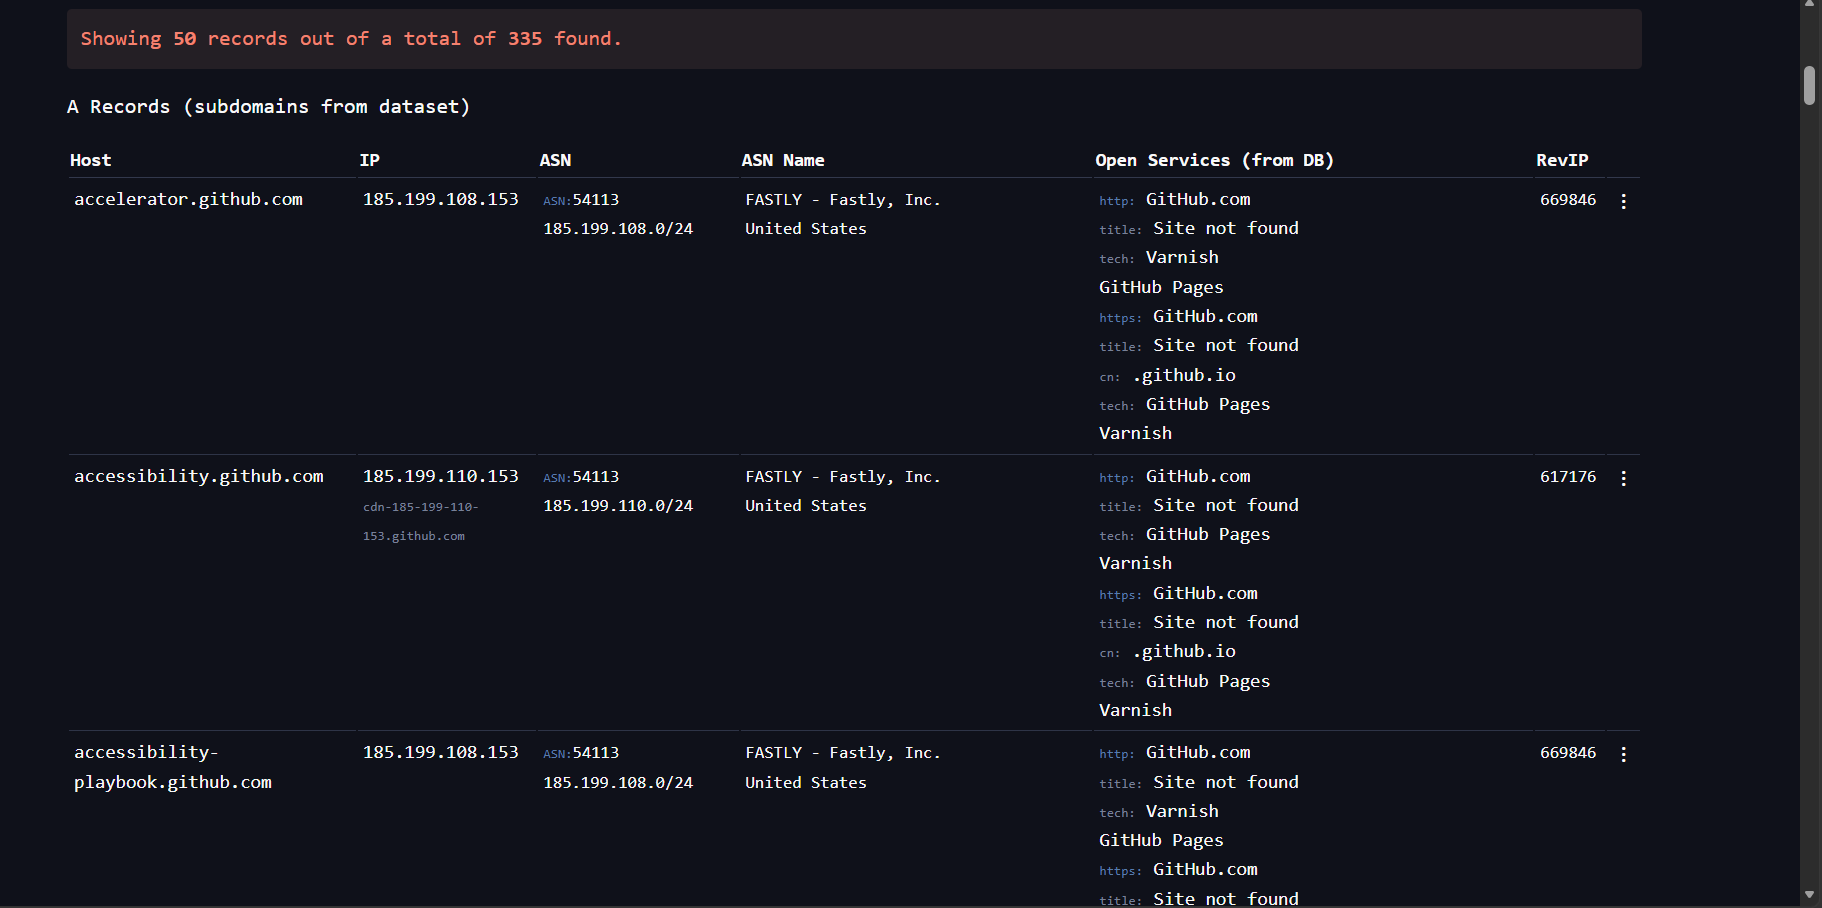 Showing 50 records out of a total of 335 found.
A Records (subdomains from dataset)
Host IP ASN ASN Name Open Services (from DB) RevIP
accelerator.github.com 185.199.108.153 ASN:54113 FASTLY - Fastly, Inc. http: GitHub.com 669846
185.199.108.0/24 United States title: Site not found
tech: Varnish
GitHub Pages
https: GitHub.com
title: Site not found
cn: .github.io
tech: GitHub Pages
Varnish
accessibility.github.com 185.199.110.153 ASN:54113 FASTLY - Fastly, Inc. http: GitHub.com 617176
cdn-185-199-110- 185.199.110.0/24 United States title: Site not found
153.github.com tech: GitHub Pages
Varnish
https: GitHub.com
title: Site not found
cn: .github.io
tech: GitHub Pages
Varnish
accessibility- 185.199.108.153 ASN:54113 FASTLY - Fastly, Inc. http: GitHub.com 669846
playbook.github.com 185.199.108.0/24 United States title: Site not found
tech: Varnish
GitHub Pages
https: GitHub.com
title: Site not found